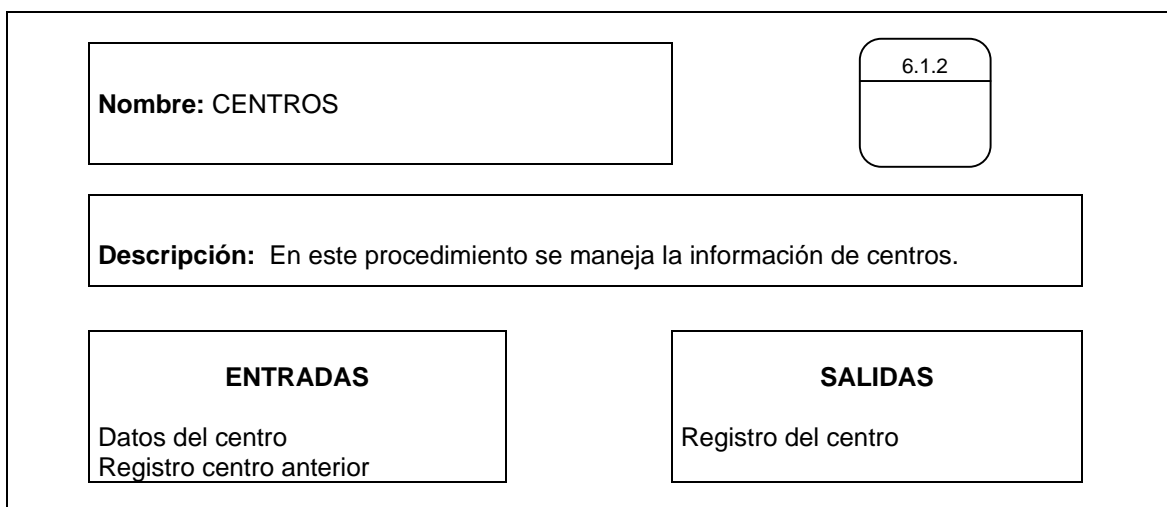 6.1.2
Nombre: CENTROS
Descripción: En este procedimiento se maneja la información de centros.
ENTRADAS
Datos del centro
Registro centro anterior
SALIDAS
Registro del centro